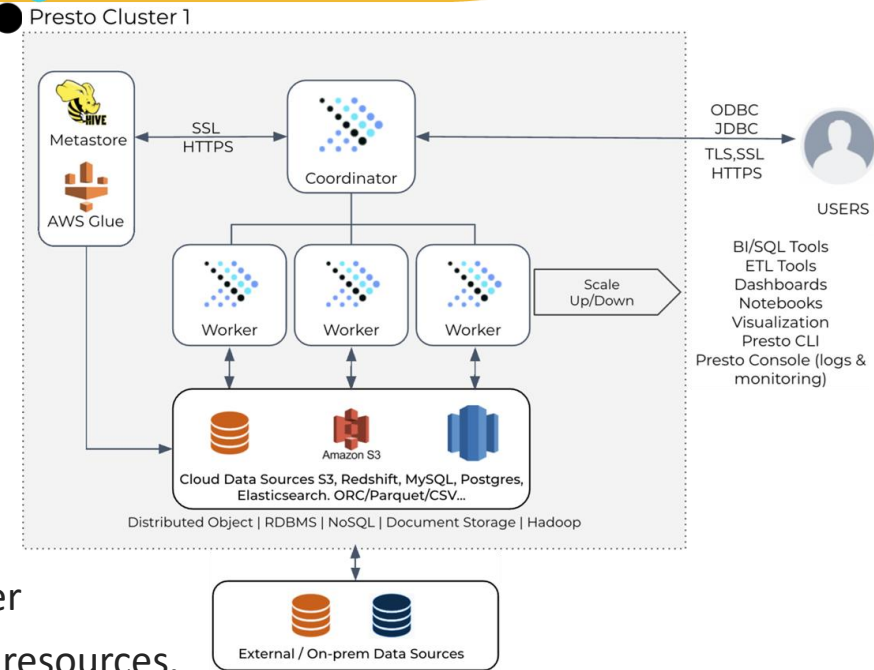 Presto Cluster 1
HIVE
Metastore
AWS Glue
SSL
HTTPS
Coordinator
ODBC
JDBC
TLS,SSL
HTTPS
USERS
BI/SQL Tools
ETL Tools
Dashboards
Notebooks
Visualization
Presto CLI
Presto Console (logs &
monitoring)
Worker
Worker
Worker
Scale
Up/Down
Amazon S3
Cloud Data Sources S3, Redshift, MySQL, Postgres,
Elasticsearch. ORC/Parquet/CSV...
Distributed Object | RDBMS | NoSQL | Document Storage | Hadoop
er
resources.
External / On-prem Data Sources